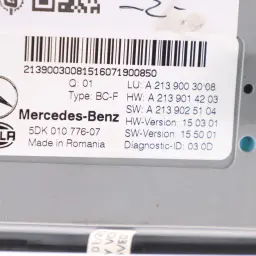 -2-
21390030081516071900850
Q: 01 LU: A 213 900 30 08
Type: BC-F HW: A 213 901 42 03
SW: A 213 902 51 04
Mercedes-Benz HW-Version: 15 03 01
5DK 010 776-07 SW-Version: 15 50 01
Made in Romania Diagnostic-ID: 03 0D